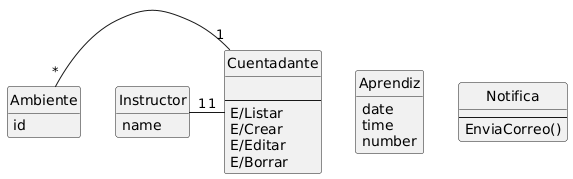 *
1
Ambiente
id
Instructor
name
1
1
Cuentadante
E/Listar
E/Crear
E/Editar
E/Borrar
Aprendiz
date
time
number
Notifica
EnviaCorreo()